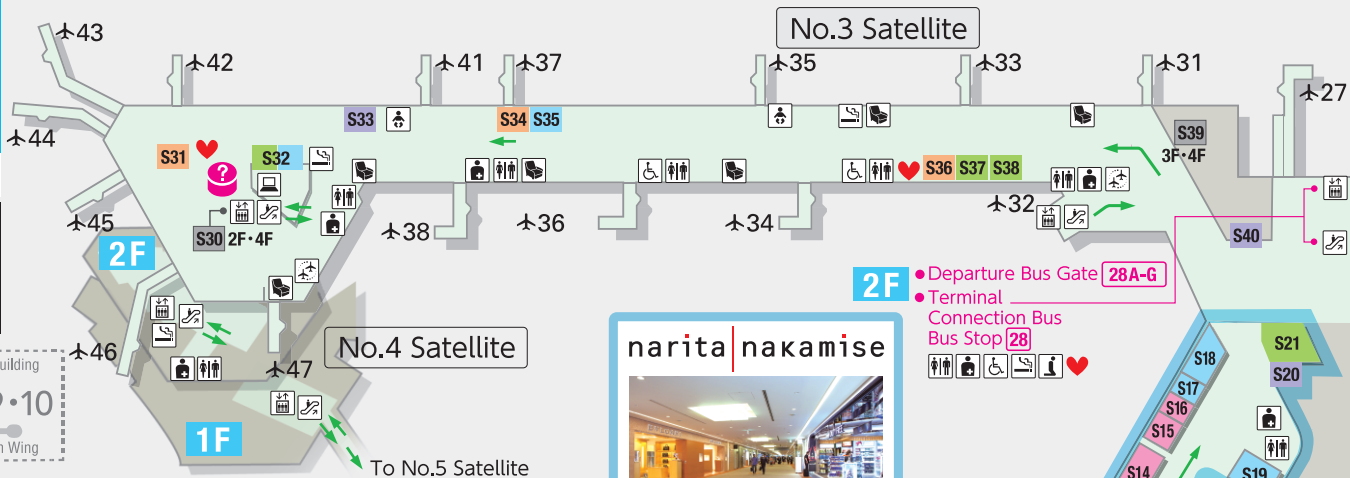 No.3 Satellite
43
42
41
37
35
33
31
27
44
S33
S34 S35
S39
3F・4F
S31
?
S32
S36 S37 S38
45
S30 2F・4F
38
36
34
32
S40
2F
2F
Departure Bus Gate 28A-G
Terminal
Connection Bus
Bus Stop 28
46
47
No.4 Satellite
narita nakamise
S21
S20
S18
S17
S16
S15
S14
S19
uilding
・10
n Wing
1F
To No.5 Satellite